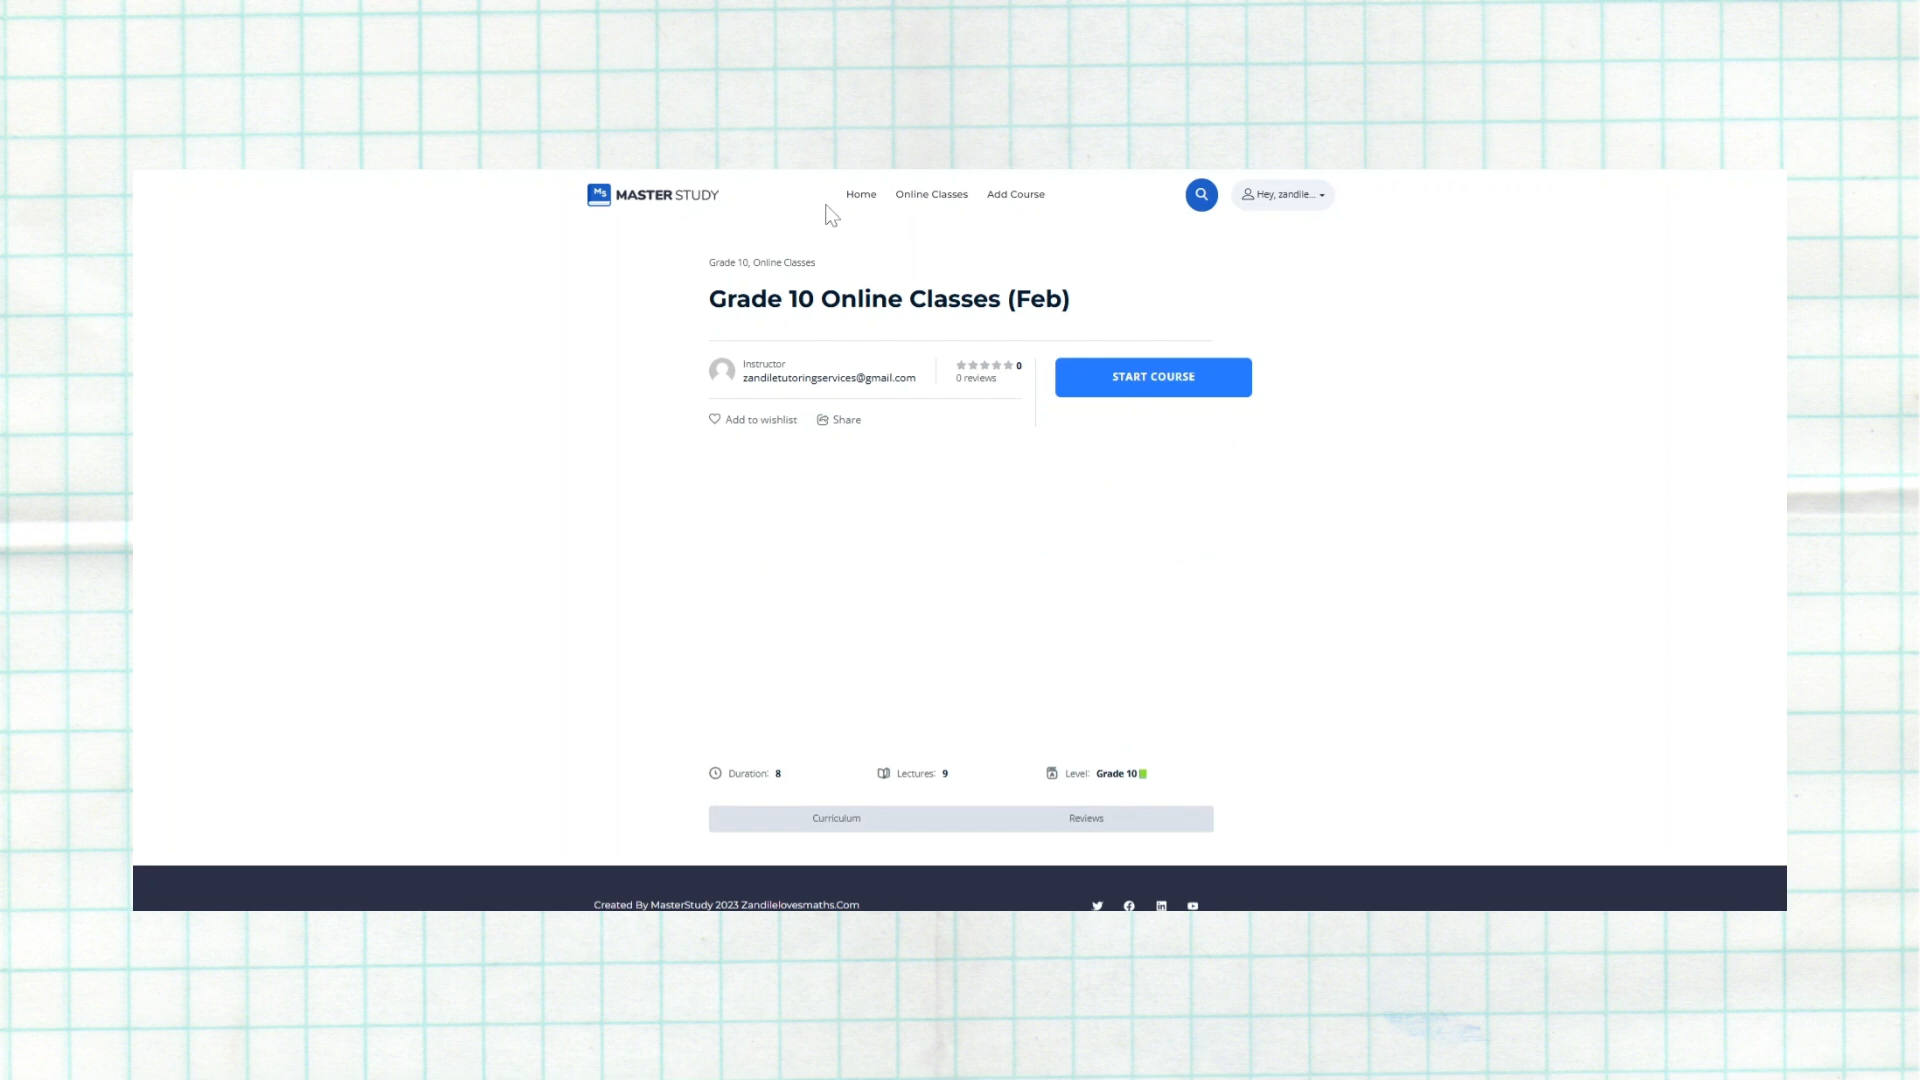 MS MASTER STUDY
Home Online Classes Add Course
Hey, zandile...
Grade 10, Online Classes
Grade 10 Online Classes (Feb)
Instructor
zandiletutoringservices@gmail.com
0
0 reviews
START COURSE
Add to wishlist Share
Duration: 8 Lectures: 9 Level: Grade 10
Curriculum Reviews
Created By MasterStudy 2023 Zandilelovesmaths.Com